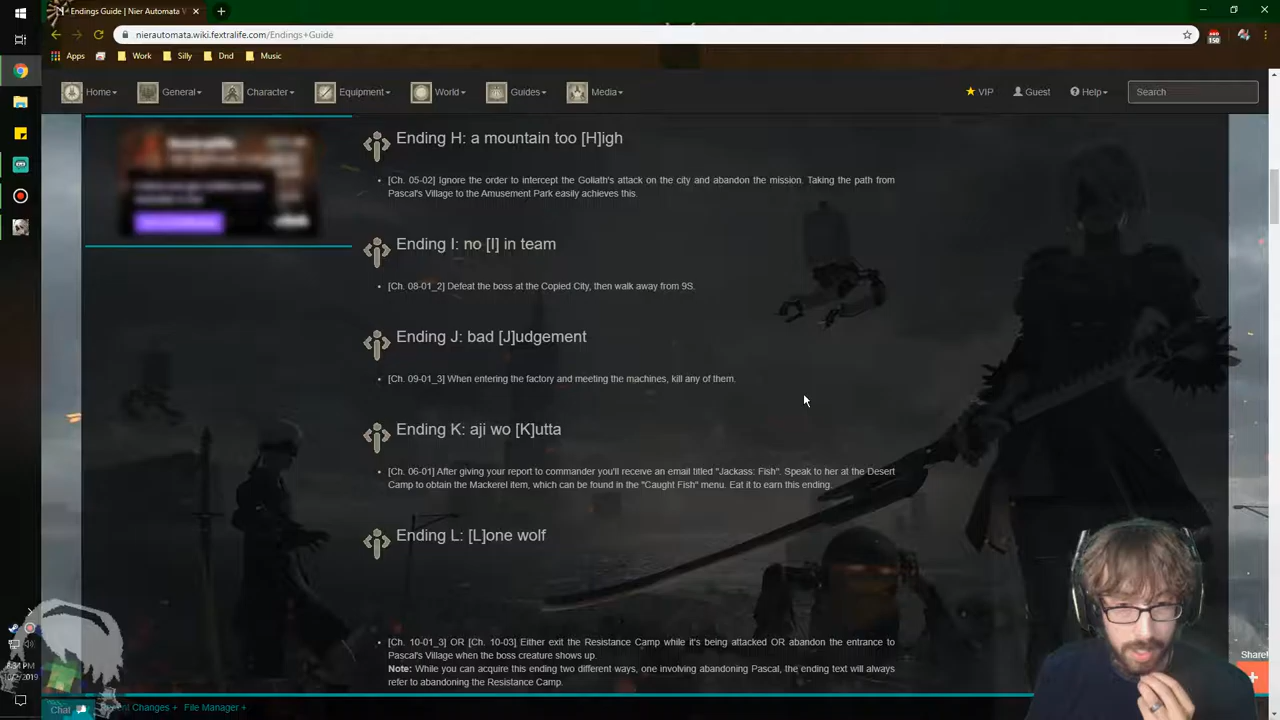 Endings Guide | Nier Automata W
nierautomata.wiki.fextralife.com/Endings+Guide
150
Apps
Work
Silly
Dnd
Music
Home
General
Character
Equipment
World
Guides
Media
VIP
Guest
Help
Search
Ending H: a mountain too [H]igh
[Ch. 05-02] Ignore the order to intercept the Goliath's attack on the city and abandon the mission. Taking the path from
Pascal's Village to the Amusement Park easily achieves this.
Ending I: no [I] in team
[Ch. 08-01_2] Defeat the boss at the Copied City, then walk away from 9S.
Ending J: bad [J]udgement
[Ch. 09-01_3] When entering the factory and meeting the machines, kill any of them.
Ending K: aji wo [K]utta
[Ch. 06-01] After giving your report to commander you'll receive an email titled "Jackass: Fish". Speak to her at the Desert
Camp to obtain the Mackerel item, which can be found in the "Caught Fish" menu. Eat it to earn this ending.
Ending L: [L]one wolf
[Ch. 10-01_3] OR [Ch. 10-03] Either exit the Resistance Camp while it's being attacked OR abandon the entrance to
Pascal's Village when the boss creature shows up.
Note: While you can acquire this ending two different ways, one involving abandoning Pascal, the ending text will always
refer to abandoning the Resistance Camp.
Share
Chat
Changes +
File Manager +
/2/2019